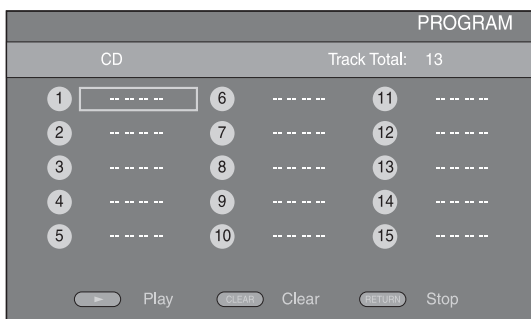 PROGRAM
CD Track Total: 13
1 -- -- -- -- 6 -- -- -- -- 11 -- -- -- --
2 -- -- -- -- 7 -- -- -- -- 12 -- -- -- --
3 -- -- -- -- 8 -- -- -- -- 13 -- -- -- --
4 -- -- -- -- 9 -- -- -- -- 14 -- -- -- --
5 -- -- -- -- 10 -- -- -- -- 15 -- -- -- --
Play CLEAR Clear RETURN Stop